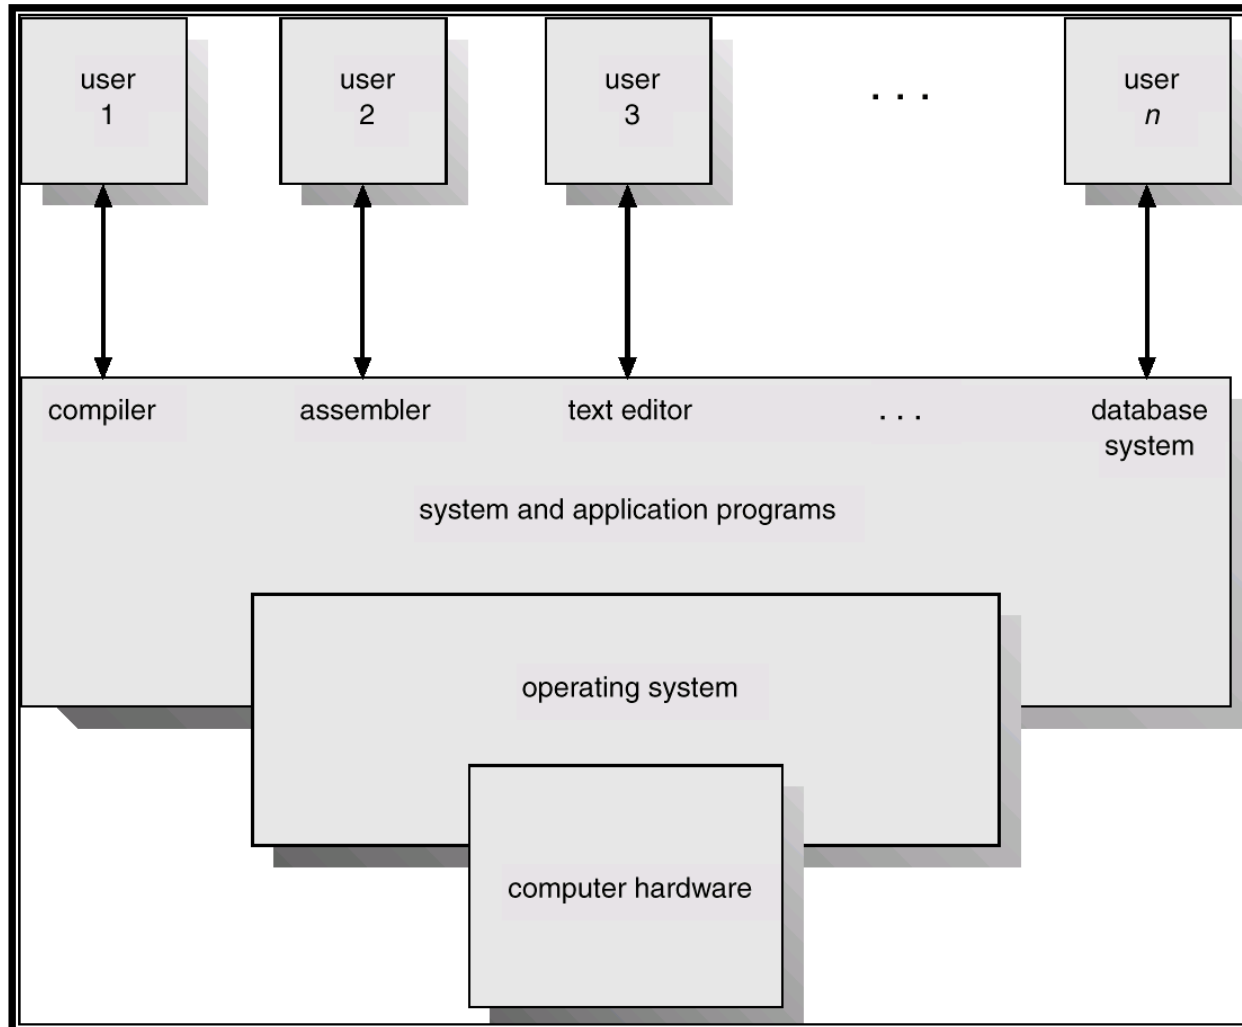 user
1
user
2
user
3
. . .
user
n
compiler
assembler
text editor
. . .
database
system
system and application programs
operating system
computer hardware